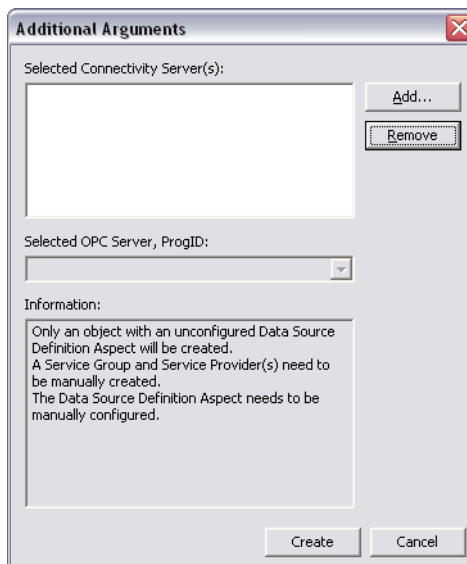 Additional Arguments
Selected Connectivity Server(s):
Add...
Remove
Selected OPC Server, ProgID:
Information:
Only an object with an unconfigured Data Source
Definition Aspect will be created.
A Service Group and Service Provider(s) need to
be manually created.
The Data Source Definition Aspect needs to be
manually configured.
Create
Cancel